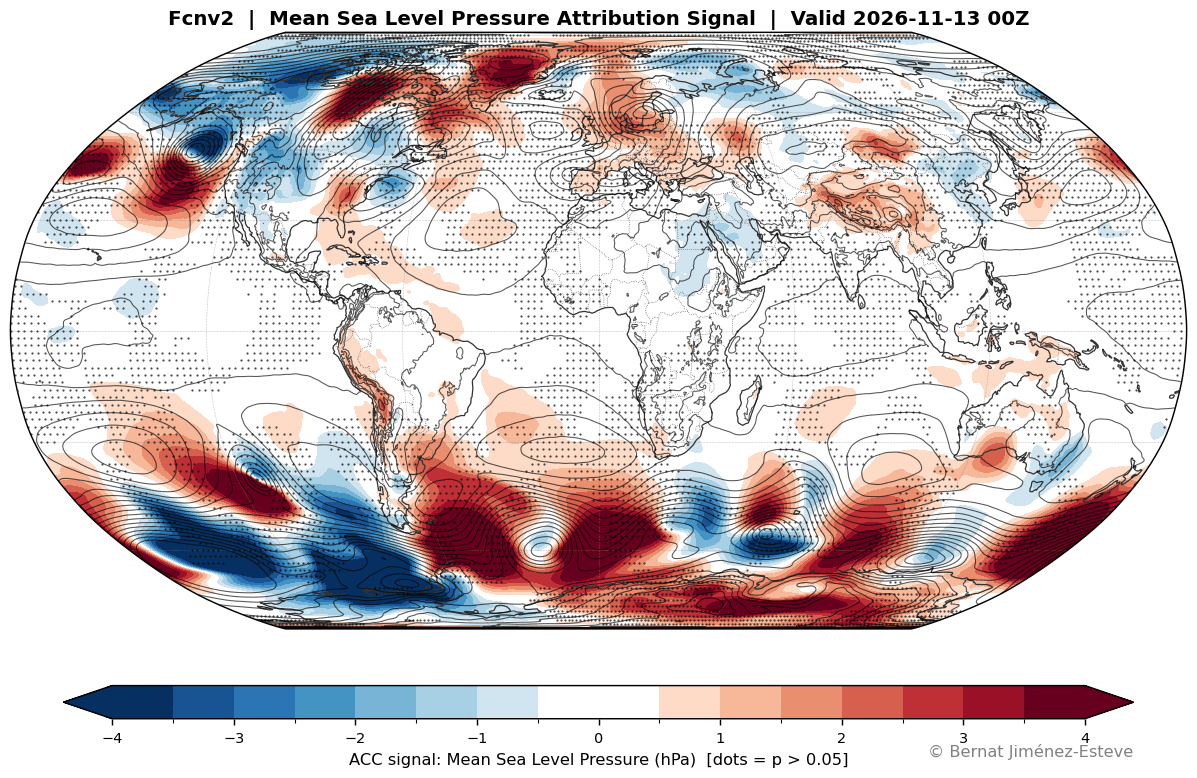 Fcnv2 | Mean Sea Level Pressure Attribution Signal | Valid 2026-11-13 00Z
−4 −3 −2 −1 0 1 2 3 4
ACC signal: Mean Sea Level Pressure (hPa) [dots = p > 0.05]
© Bernat Jiménez-Esteve